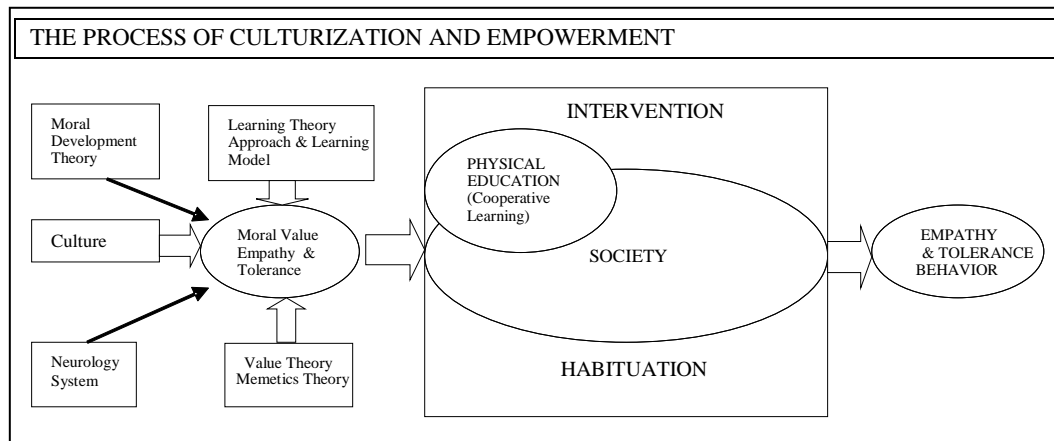 THE PROCESS OF CULTURIZATION AND EMPOWERMENT
Moral
Development
Theory
Learning Theory
Approach & Learning
Model
Culture
Moral Value
Empathy &
Tolerance
Neurology
System
Value Theory
Memetics Theory
INTERVENTION
PHYSICAL
EDUCATION
(Cooperative
Learning)
SOCIETY
HABITUATION
EMPATHY
& TOLERANCE
BEHAVIOR